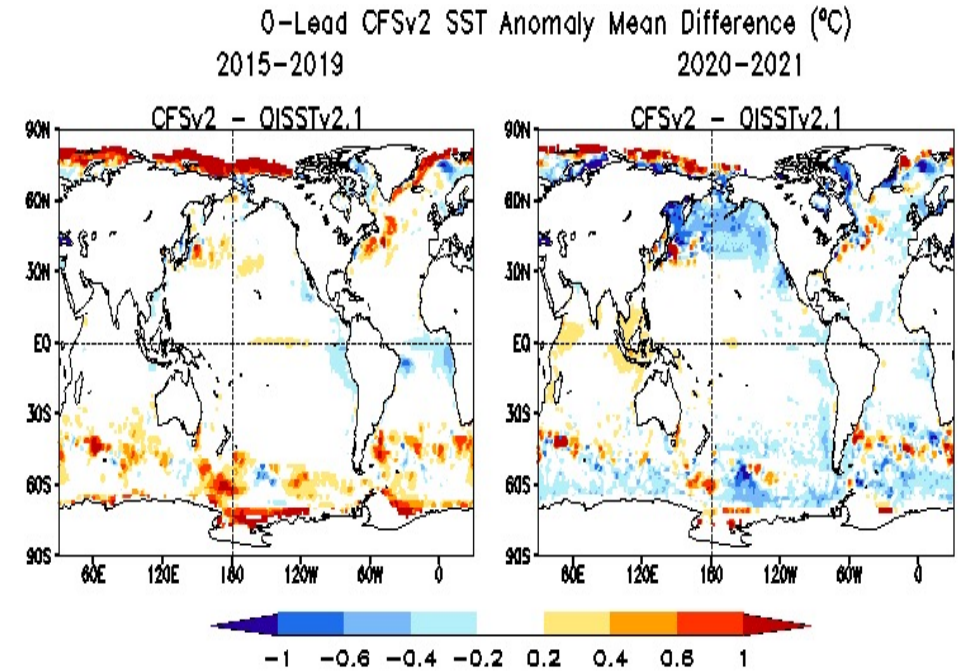 0-Lead CFSv2 SST Anomaly Mean Difference (ºC)
2015-2019 2020-2021
CFSv2 - OISSTv2.1 CFSv2 - OISSTv2.1
90N 90N
60N 60N
30N 30N
EQ EQ
30S 30S
60S 60S
90S 90S
60E 120E 180 120W 60W 0 60E 120E 180 120W 60W 0
-1 -0.6 -0.4 -0.2 0.2 0.4 0.6 1